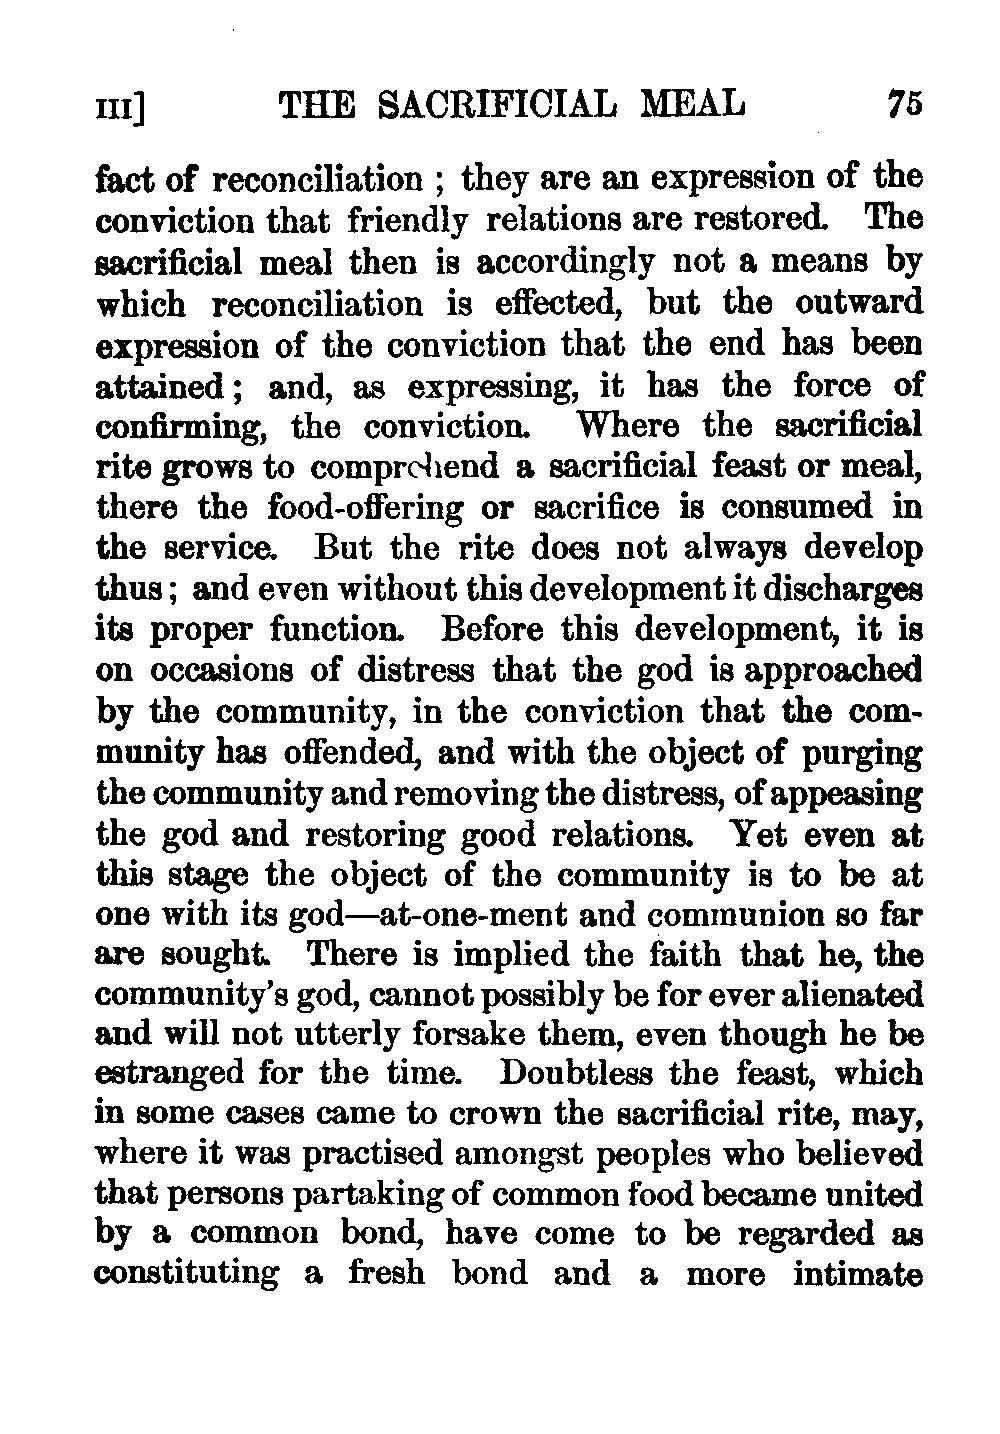 III] THE SACRIFICIAL MEAL 75
fact of reconciliation ; they are an expression of the
conviction that friendly relations are restored. The
sacrificial meal then is accordingly not a means by
which reconciliation is effected, but the outward
expression of the conviction that the end has been
attained ; and, as expressing, it has the force of
confirming, the conviction. Where the sacrificial
rite grows to comprehend a sacrificial feast or meal,
there the food-offering or sacrifice is consumed in
the service. But the rite does not always develop
thus ; and even without this development it discharges
its proper function. Before this development, it is
on occasions of distress that the god is approached
by the community, in the conviction that the com-
munity has offended, and with the object of purging
the community and removing the distress, of appeasing
the god and restoring good relations. Yet even at
this stage the object of the community is to be at
one with its god—at-one-ment and communion so far
are sought. There is implied the faith that he, the
community's god, cannot possibly be for ever alienated
and will not utterly forsake them, even though he be
estranged for the time. Doubtless the feast, which
in some cases came to crown the sacrificial rite, may,
where it was practised amongst peoples who believed
that persons partaking of common food became united
by a common bond, have come to be regarded as
constituting a fresh bond and a more intimate